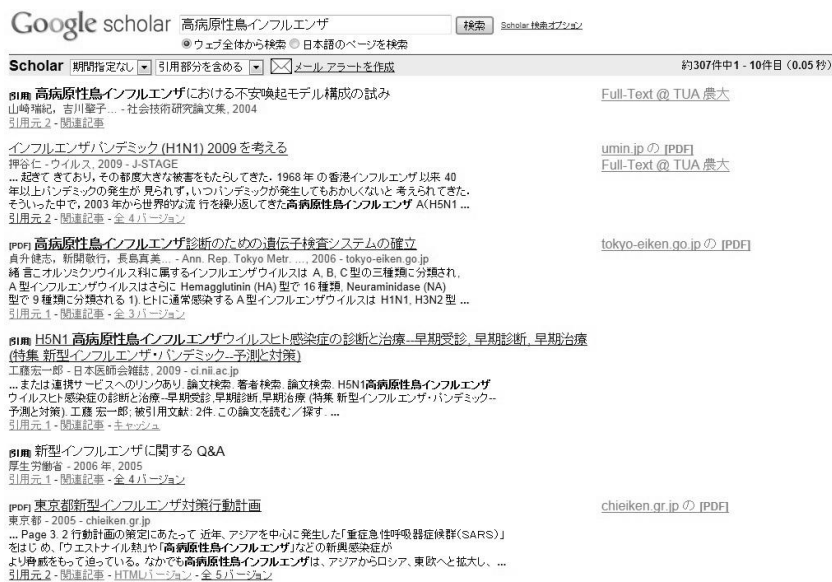 Google scholar 高病原性鳥インフルエンザ 検索 Scholar 検索オプション
ウェブ全体から検索 日本語のページを検索
Scholar 期間指定なし 引用部分を含める メール アラートを作成 約307件中1 - 10件目 (0.05 秒)
[引用] 高病原性鳥インフルエンザにおける不安喚起モデル構成の試み Full-Text @ TUA 農大
山崎瑞紀, 吉川肇子... - 社会技術研究論文集, 2004
引用元 2 - 関連記事
インフルエンザパンデミック (H1N1) 2009 を考える umin.jp の [PDF]
押谷仁 - ウイルス, 2009 - J-STAGE Full-Text @ TUA 農大
... 起きて きており, その都度大きな被害をもたらしてきた. 1968 年 の香港インフルエンザ以来 40
年以上パンデミックの発生が 見られず, いつパンデミックが発生してもおかしくないと 考えられてきた.
そういった中で, 2003 年から世界的な流 行を繰り返してきた高病原性鳥インフルエンザ A(H5N1 ...
引用元 2 - 関連記事 - 全 4 バージョン
[PDF] 高病原性鳥インフルエンザ診断のための遺伝子検査システムの確立 tokyo-eiken.go.jp の [PDF]
貞升健志, 新開敬行, 長島真美... - Ann. Rep. Tokyo Metr. ..., 2006 - tokyo-eiken.go.jp
緒 言こオルソミクソウイルス科に属するインフルエンザウイルスは A, B, C 型の三種類に分類され,
A 型インフルエンザウイルスはさらに Hemagglutinin (HA) 型で 16 種類, Neuraminidase (NA)
型で 9 種類に分類される 1). ヒトに通常感染する A 型インフルエンザウイルスは H1N1, H3N2 型 ...
引用元 1 - 関連記事 - 全 3 バージョン
[引用] H5N1 高病原性鳥インフルエンザウイルスヒト感染症の診断と治療--早期受診, 早期診断, 早期治療
(特集 新型インフルエンザ・パンデミック--予測と対策)
工藤宏一郎 - 日本医師会雑誌, 2009 - ci.nii.ac.jp
... または連携サービスへのリンクあり. 論文検索. 著者検索. 論文検索. H5N1高病原性鳥インフルエンザ
ウイルスヒト感染症の診断と治療--早期受診,早期診断,早期治療 (特集 新型インフルエンザ・パンデミック--
予測と対策). 工藤 宏一郎; 被引用文献: 2件. この論文を読む／探す. ...
引用元 1 - 関連記事 - キャッシュ
[引用] 新型インフルエンザに関する Q&A
厚生労働省 - 2006 年, 2005
引用元 1 - 関連記事 - 全 4 バージョン
[PDF] 東京都新型インフルエンザ対策行動計画 chieiken.gr.jp の [PDF]
東京都 - 2005 - chieiken.gr.jp
... Page 3. 2 行動計画の策定にあたって 近年、アジアを中心に発生した「重症急性呼吸器症候群(SARS)」
をはじ め、「ウエストナイル熱」や「高病原性鳥インフルエンザ」などの新興感染症が
より脅威をもって迫っている。なかでも高病原性鳥インフルエンザは、アジアからロシア、東欧へと拡大し、 ...
引用元 2 - 関連記事 - HTMLバージョン - 全 5 バージョン